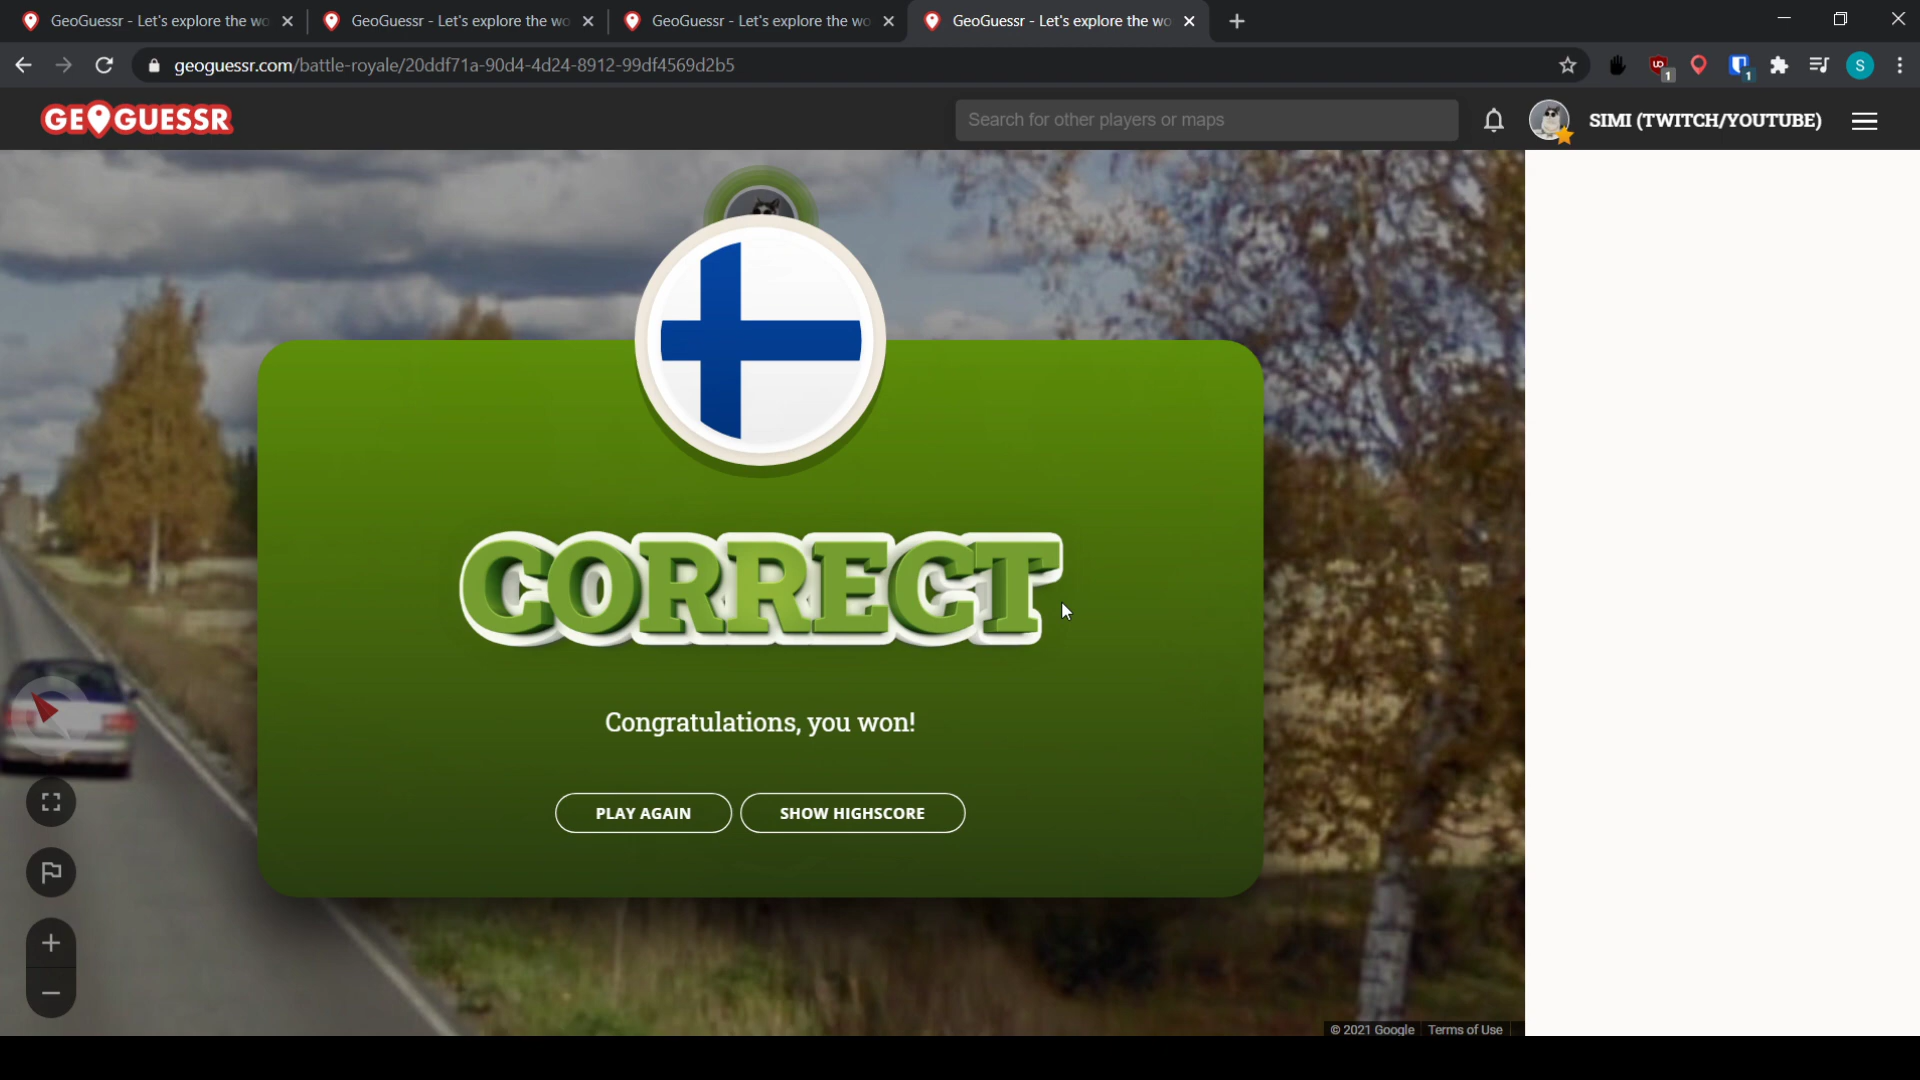 GeoGuessr - Let's explore the wo
GeoGuessr - Let's explore the wo
GeoGuessr - Let's explore the wo
GeoGuessr - Let's explore the wo
geoguessr.com/battle-royale/20ddf71a-90d4-4d24-8912-99df4569d2b5
1
1
S
GEOGUESSR
Search for other players or maps
SIMI (TWITCH/YOUTUBE)
CORRECT
Congratulations, you won!
PLAY AGAIN
SHOW HIGHSCORE
© 2021 Google
Terms of Use